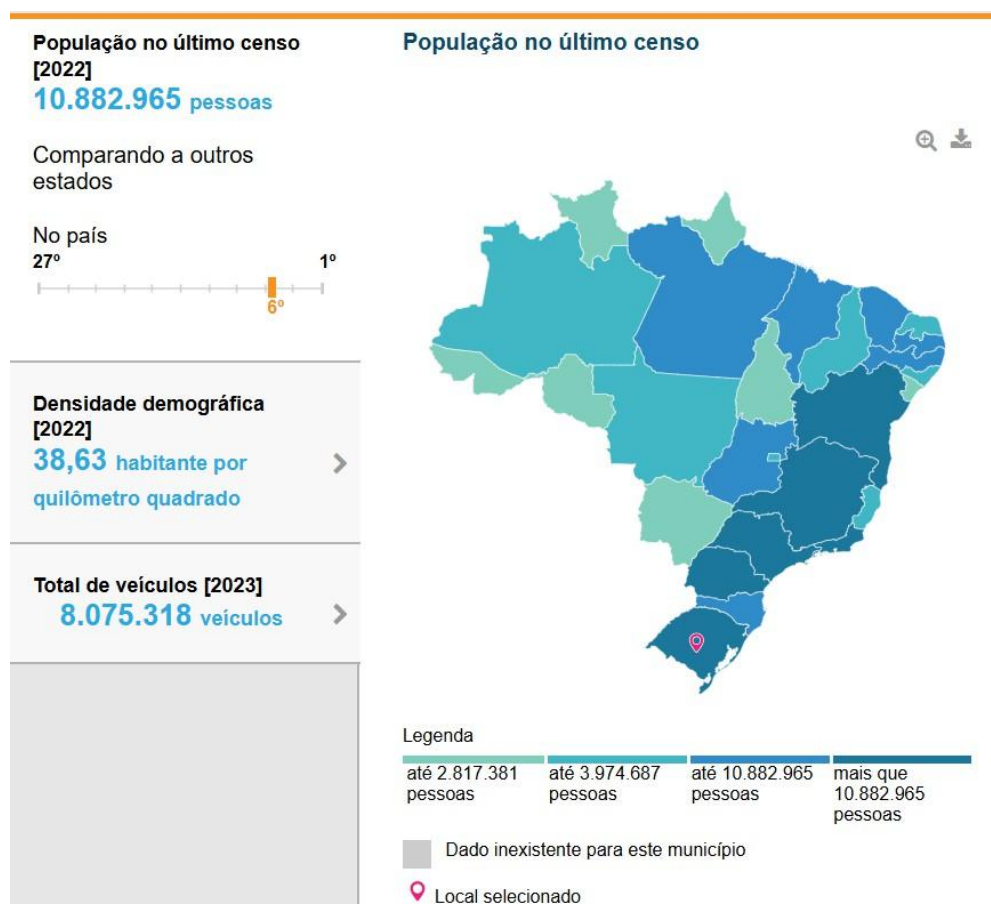 População no último censo
[2022]
10.882.965 pessoas
Comparando a outros
estados
No país
27º 1º
6º
Densidade demográfica
[2022]
38,63 habitante por
quilômetro quadrado
Total de veículos [2023]
8.075.318 veículos
População no último censo
Legenda
até 2.817.381
pessoas
até 3.974.687
pessoas
até 10.882.965
pessoas
mais que
10.882.965
pessoas
Dado inexistente para este município
Local selecionado